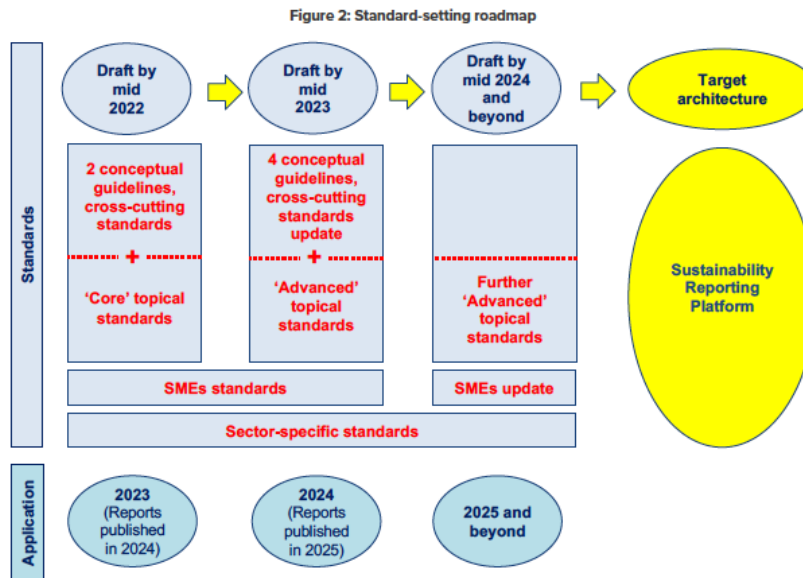 Figure 2: Standard-setting roadmap
Standards
Draft by
mid
2022
Draft by
mid
2023
Draft by
mid 2024
and
beyond
Target
architecture
2 conceptual
guidelines,
cross-cutting
standards
+
‘Core’ topical
standards
4 conceptual
guidelines,
cross-cutting
standards
update
+
‘Advanced’
topical
standards
Further
‘Advanced’
topical
standards
Sustainability
Reporting
Platform
SMEs standards
SMEs update
Sector-specific standards
Application
2023
(Reports
published
in 2024)
2024
(Reports
published
in 2025)
2025 and
beyond